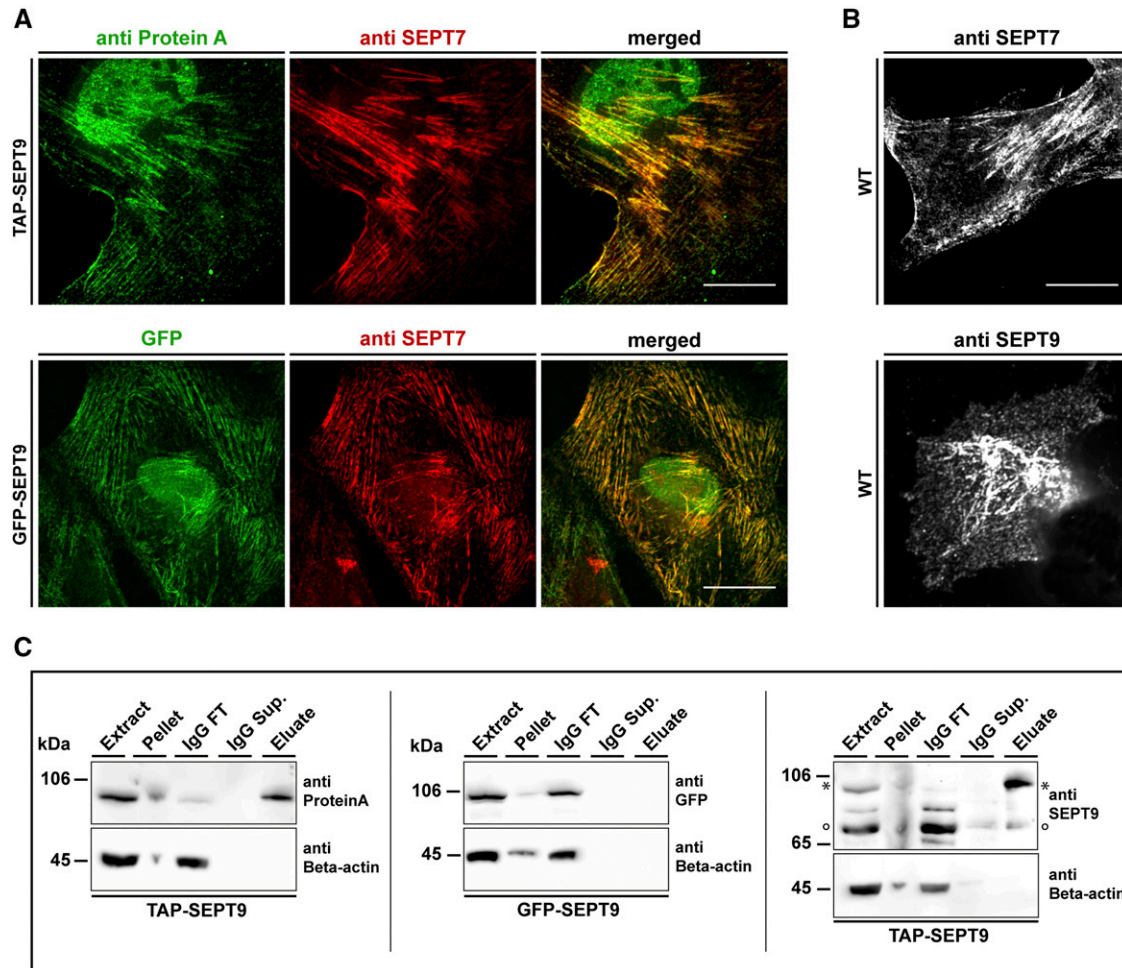 A
anti Protein A
anti SEPT7
merged
TAP-SEPT9
GFP
anti SEPT7
merged
GFP-SEPT9
B
anti SEPT7
WT
anti SEPT9
WT
C
Extract
Pellet
IgG FT
IgG Sup.
Eluate
kDa
106
anti
ProteinA
45
anti
Beta-actin
TAP-SEPT9
Extract
Pellet
IgG FT
IgG Sup.
Eluate
kDa
106
anti
GFP
45
anti
Beta-actin
GFP-SEPT9
Extract
Pellet
IgG FT
IgG Sup.
Eluate
106
*
*
anti
SEPT9
°
°
65
45
anti
Beta-actin
TAP-SEPT9